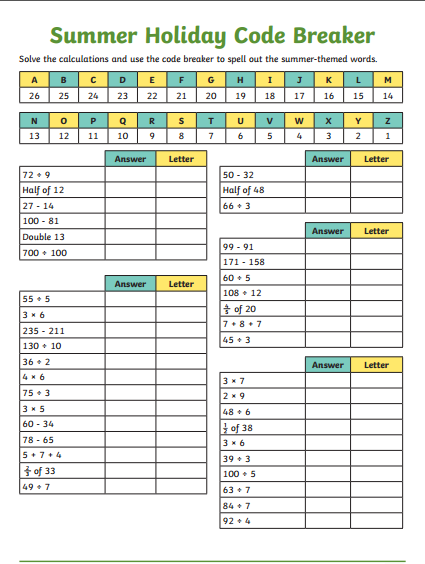 Summer Holiday Code Breaker
Solve the calculations and use the code breaker to spell out the summer-themed words.
A B C D E F G H I J K L M
26 25 24 23 22 21 20 19 18 17 16 15 14
N O P Q R S T U V W X Y Z
13 12 11 10 9 8 7 6 5 4 3 2 1
Answer Letter
72 ÷ 9
Half of 12
27 - 14
100 - 81
Double 13
700 ÷ 100
Answer Letter
55 ÷ 5
3 × 6
235 - 211
130 ÷ 10
36 ÷ 2
4 × 6
75 ÷ 3
3 × 5
60 - 34
78 - 65
5 + 7 + 4
2/3 of 33
49 ÷ 7
Answer Letter
50 - 32
Half of 48
66 ÷ 3
Answer Letter
99 - 91
171 - 158
60 ÷ 5
108 ÷ 12
4/5 of 20
7 + 8 + 7
45 ÷ 3
Answer Letter
3 × 7
2 × 9
48 ÷ 6
1/2 of 38
3 × 6
39 ÷ 3
100 ÷ 5
63 ÷ 7
84 ÷ 7
92 ÷ 4